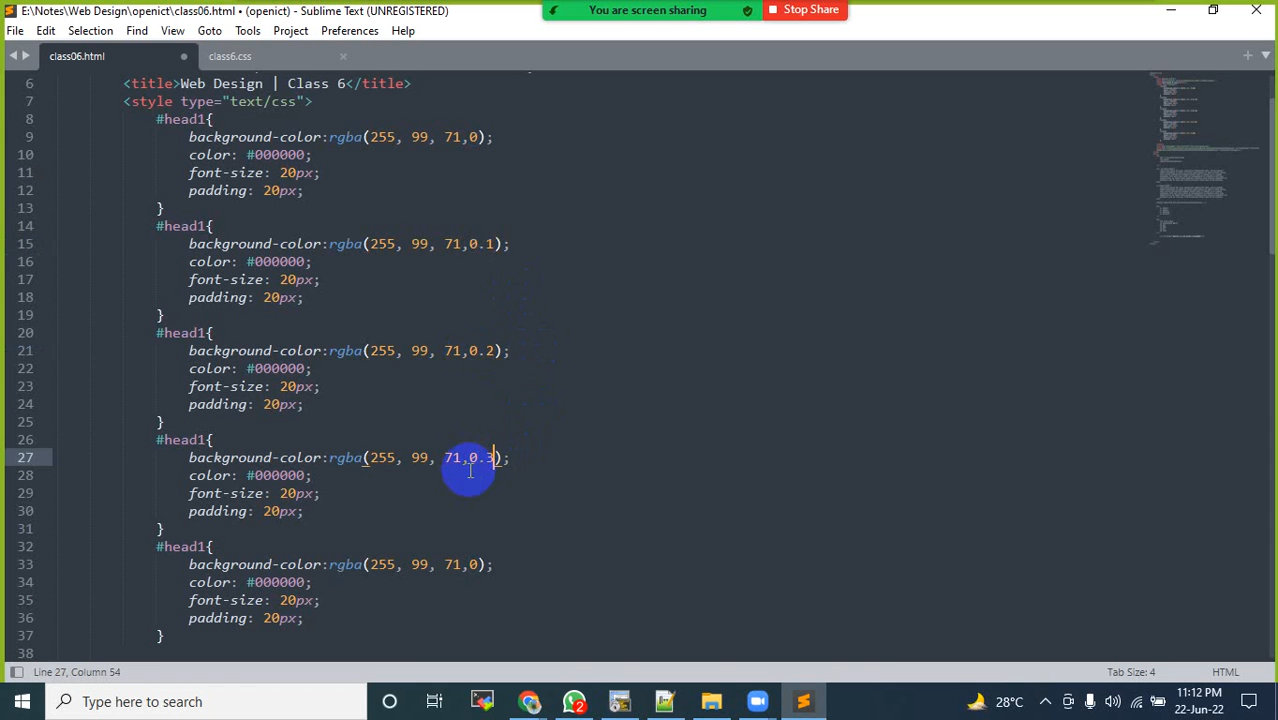 E:\Notes\Web Design\openict\class06.html • (openict) - Sublime Text (UNREGISTERED)
You are screen sharing
Stop Share
File Edit Selection Find View Goto Tools Project Preferences Help
class06.html
class6.css
6 <title>Web Design | Class 6</title>
7 <style type="text/css">
8 #head1{
9 background-color:rgba(255, 99, 71,0);
10 color: #000000;
11 font-size: 20px;
12 padding: 20px;
13 }
14 #head1{
15 background-color:rgba(255, 99, 71,0.1);
16 color: #000000;
17 font-size: 20px;
18 padding: 20px;
19 }
20 #head1{
21 background-color:rgba(255, 99, 71,0.2);
22 color: #000000;
23 font-size: 20px;
24 padding: 20px;
25 }
26 #head1{
27 background-color:rgba(255, 99, 71,0.3);
28 color: #000000;
29 font-size: 20px;
30 padding: 20px;
31 }
32 #head1{
33 background-color:rgba(255, 99, 71,0);
34 color: #000000;
35 font-size: 20px;
36 padding: 20px;
37 }
38
Line 27, Column 54
Tab Size: 4
HTML
Type here to search
2
28°C
11:12 PM
22-Jun-22